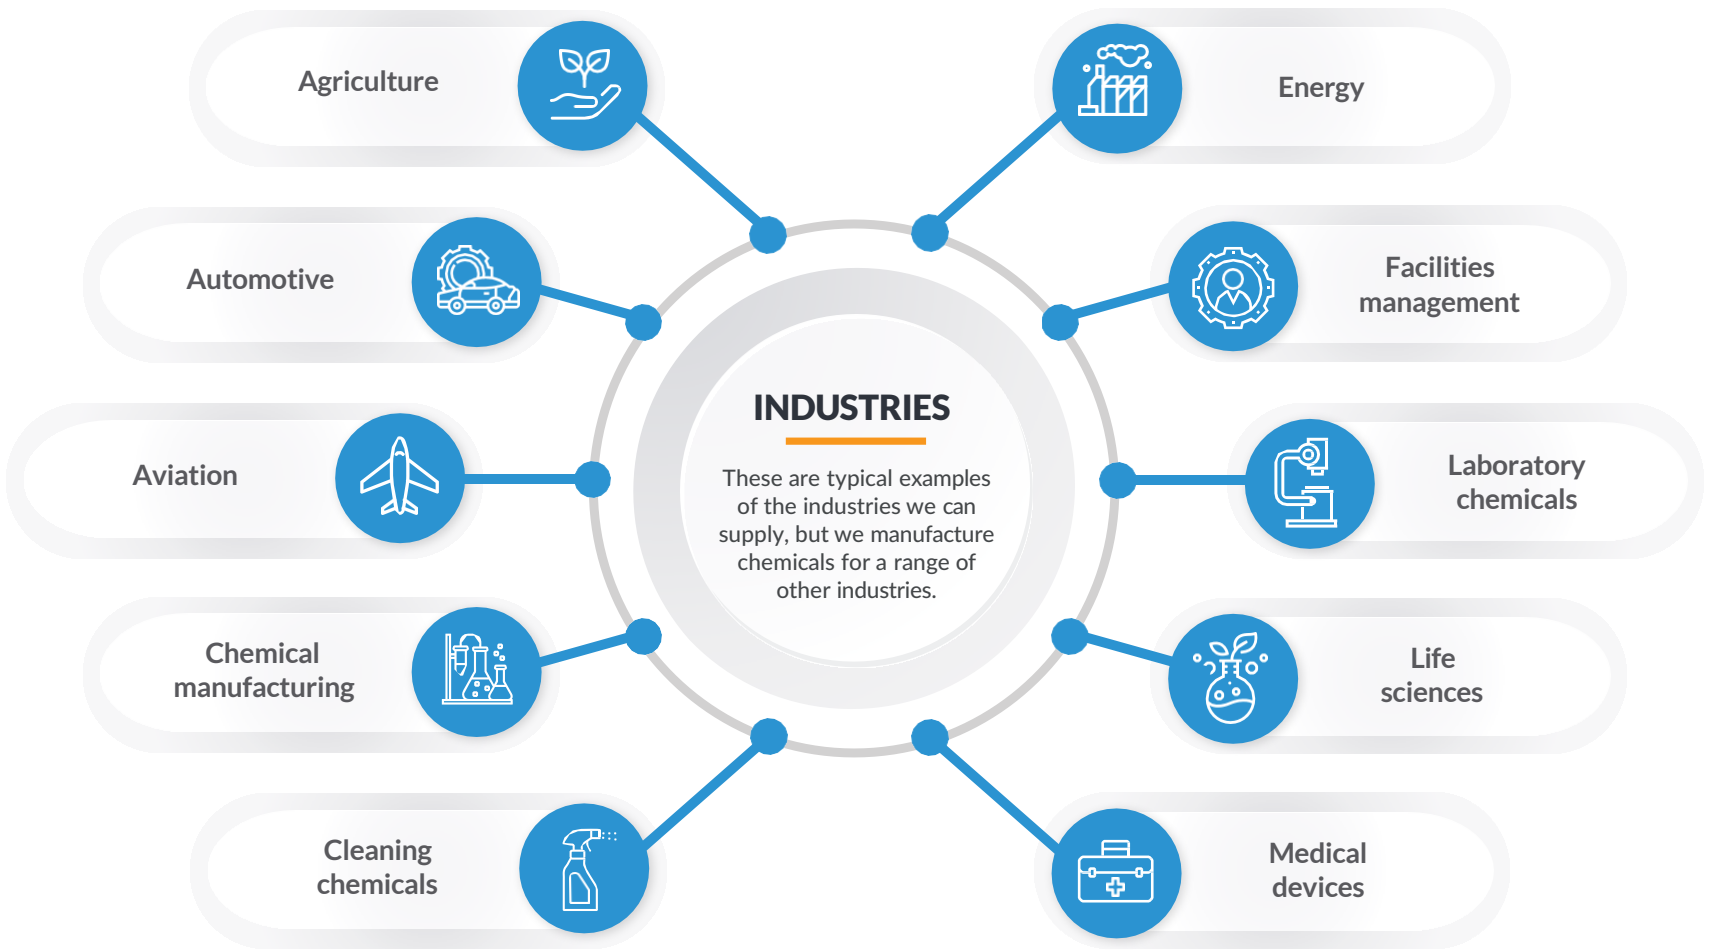 Agriculture
Automotive
Aviation
Chemical
manufacturing
Cleaning
chemicals
INDUSTRIES
These are typical examples
of the industries we can
supply, but we manufacture
chemicals for a range of
other industries.
Energy
Facilities
management
Laboratory
chemicals
Life
sciences
Medical
devices